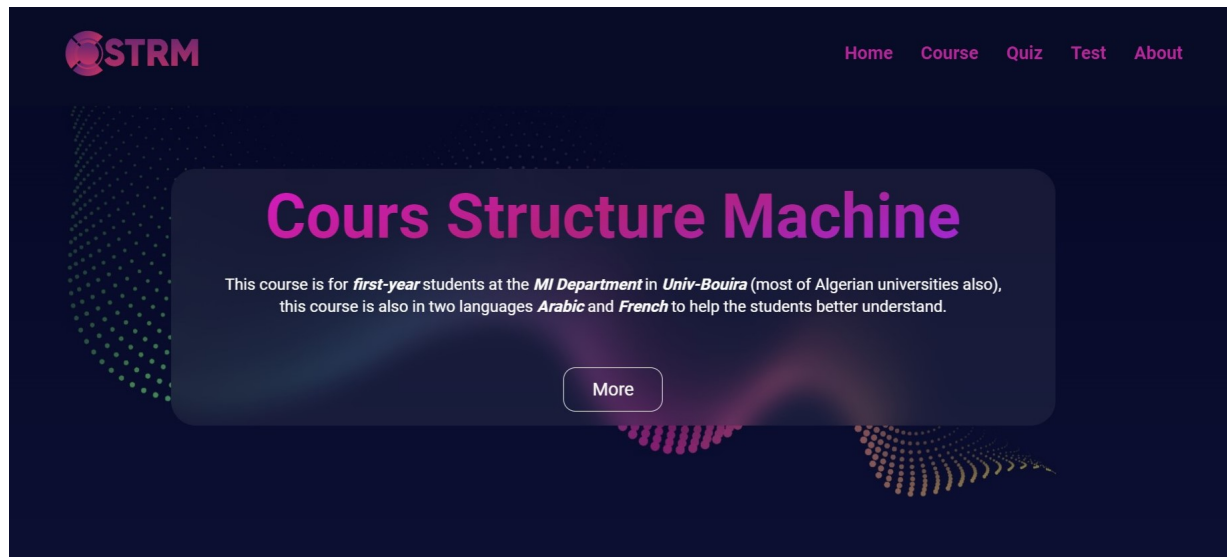 STRM
Home Course Quiz Test About
Cours Structure Machine
This course is for first-year students at the MI Department in Univ-Bouira (most of Algerian universities also),
this course is also in two languages Arabic and French to help the students better understand.
More